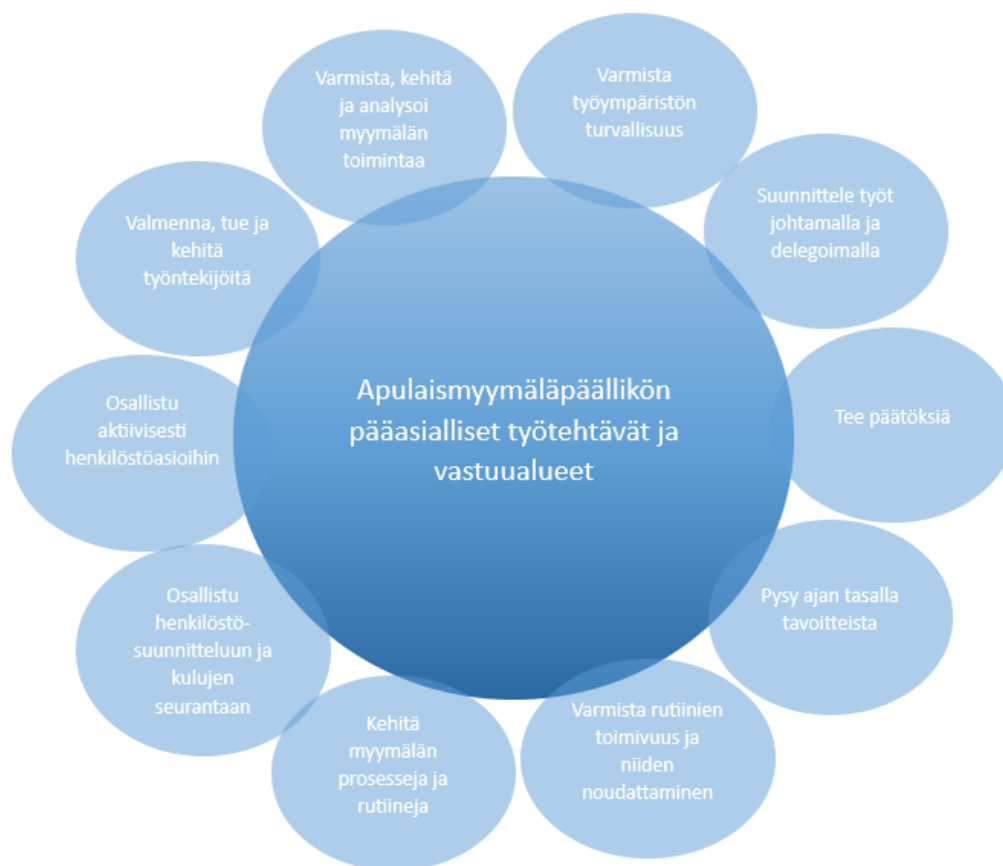 Varmista, kehitä
ja analysoi
myymälän
toimintaa
Varmista
työympäristön
turvallisuus
Suunnittele työt
johtamalla ja
delegoimalla
Tee päätöksiä
Pysy ajan tasalla
tavoitteista
Varmista rutiinien
toimivuus ja
niiden
noudattaminen
Kehitä
myymälän
prosesseja ja
rutiineja
Osallistu
henkilöstö-
suunnitteluun ja
kulujen
seurantaan
Osallistu
aktiivisesti
henkilöstöasioihin
Valmenna, tue ja
kehitä
työntekijöitä
Apulaismyymäläpäällikön
pääasialliset työtehtävät ja
vastuualueet